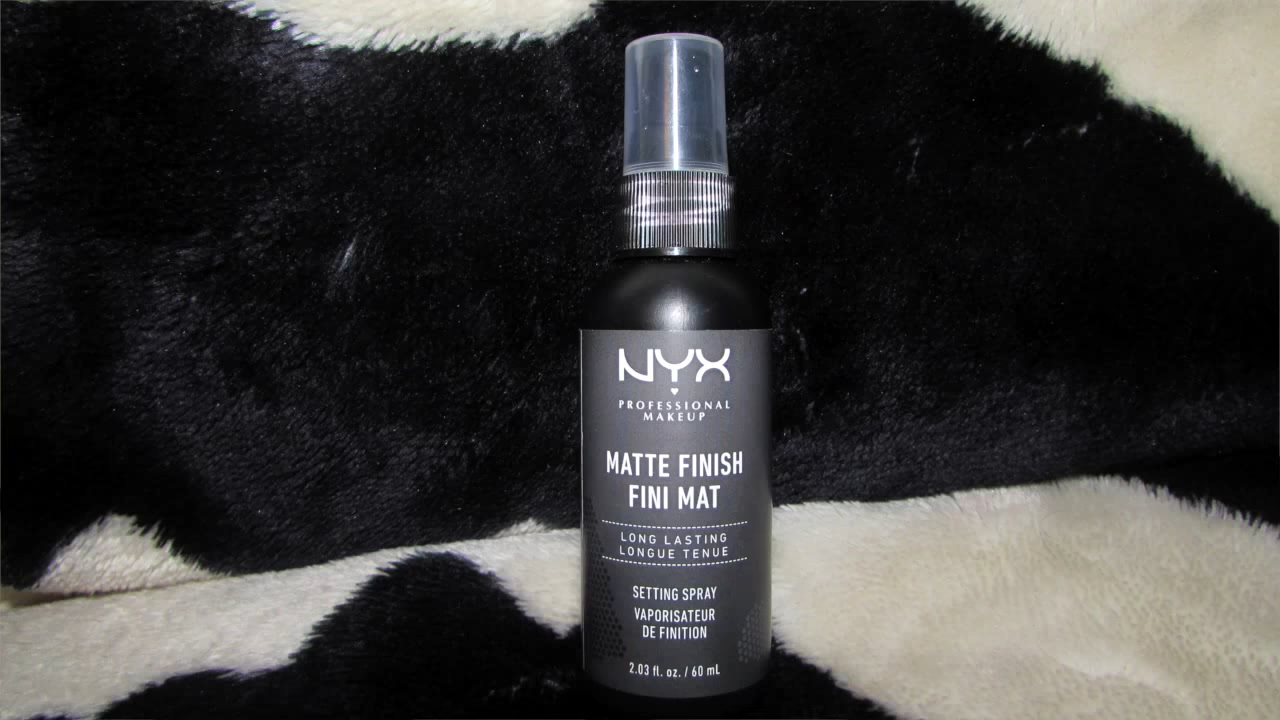 NYX
PROFESSIONAL
MAKEUP
MATTE FINISH
FINI MAT
LONG LASTING
LONGUE TENUE
SETTING SPRAY
VAPORISATEUR
DE FINITION
2.03 fl. oz. / 60 mL